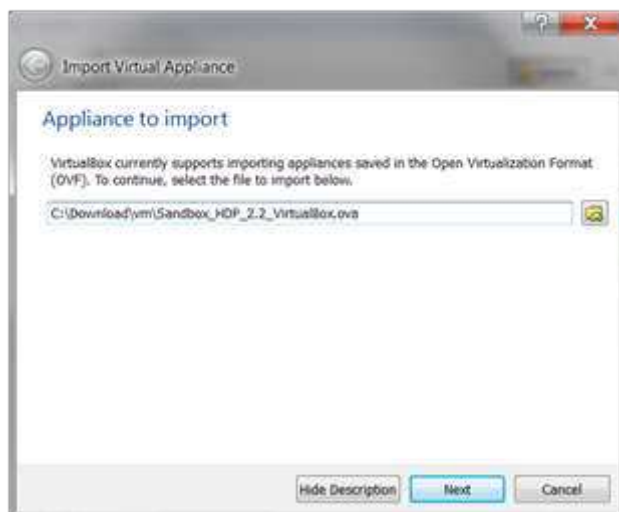 Import Virtual Appliance
Appliance to import
VirtualBox currently supports importing appliances saved in the Open Virtualization Format
(OVF). To continue, select the file to import below.
C:\Download\vm\Sandbox_HDP_2.2_VirtualBox.ova
Hide Description Next Cancel